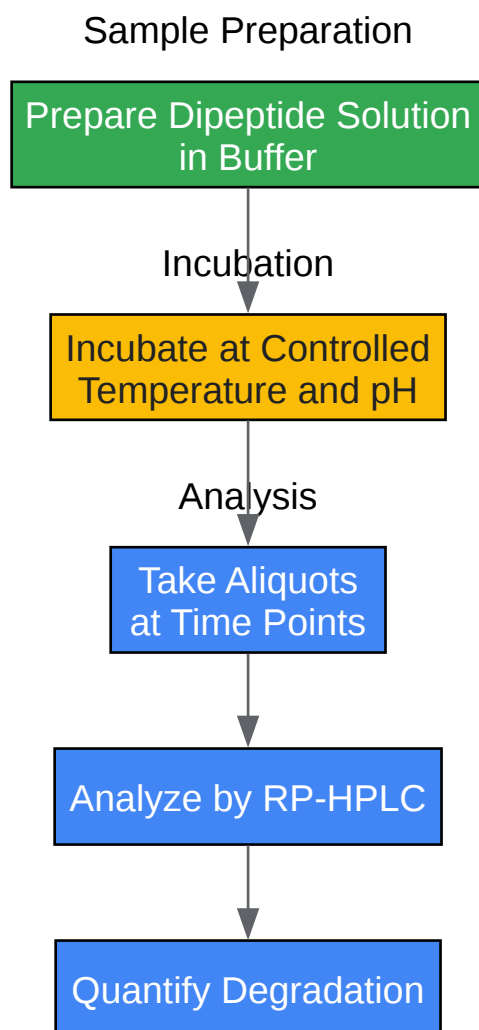 Sample Preparation
Prepare Dipeptide Solution
in Buffer
Incubation
Incubate at Controlled
Temperature and pH
Analysis
Take Aliquots
at Time Points
Analyze by RP-HPLC
Quantify Degradation